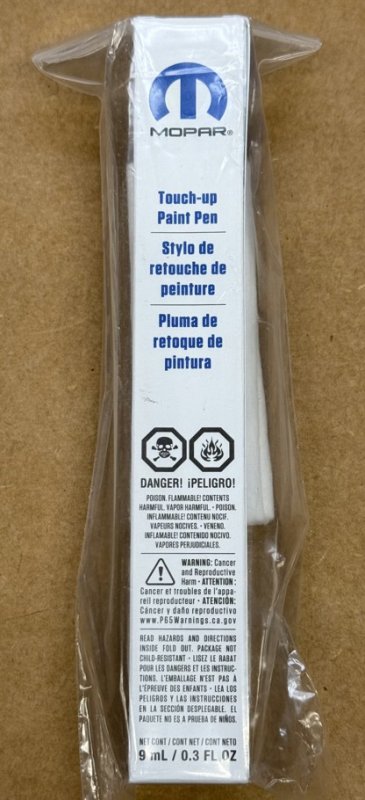 MOPAR®
Touch-up
Paint Pen
Stylo de
retouche de
peinture
Pluma de
retoque de
pintura
DANGER! ¡PELIGRO!
POISON. FLAMMABLE! CONTENTS
HARMFUL. VAPOR HARMFUL. • POISON.
INFLAMMABLE! CONTENU NOCIF.
VAPEURS NOCIVES. • VENENO.
INFLAMABLE! CONTENIDO NOCIVO.
VAPORES PERJUDICIALES.
WARNING: Cancer
and Reproductive
Harm • ATTENTION :
Cancer et troubles de l'appa-
reil reproducteur • ATENCIÓN:
Cáncer y daño reproductivo
www.P65Warnings.ca.gov
READ HAZARDS AND DIRECTIONS
INSIDE FOLD OUT. PACKAGE NOT
CHILD-RESISTANT • LISEZ LE RABAT
POUR LES DANGERS ET LES INSTRUC-
TIONS. L'EMBALLAGE N'EST PAS À
L'ÉPREUVE DES ENFANTS • LEA LOS
PELIGROS Y LAS INSTRUCCIONES
EN LA SECCIÓN DESPLEGABLE. EL
PAQUETE NO ES A PRUEBA DE NIÑOS.
NET CONT / CONT NET / CONT NETO
9 mL / 0.3 FL OZ